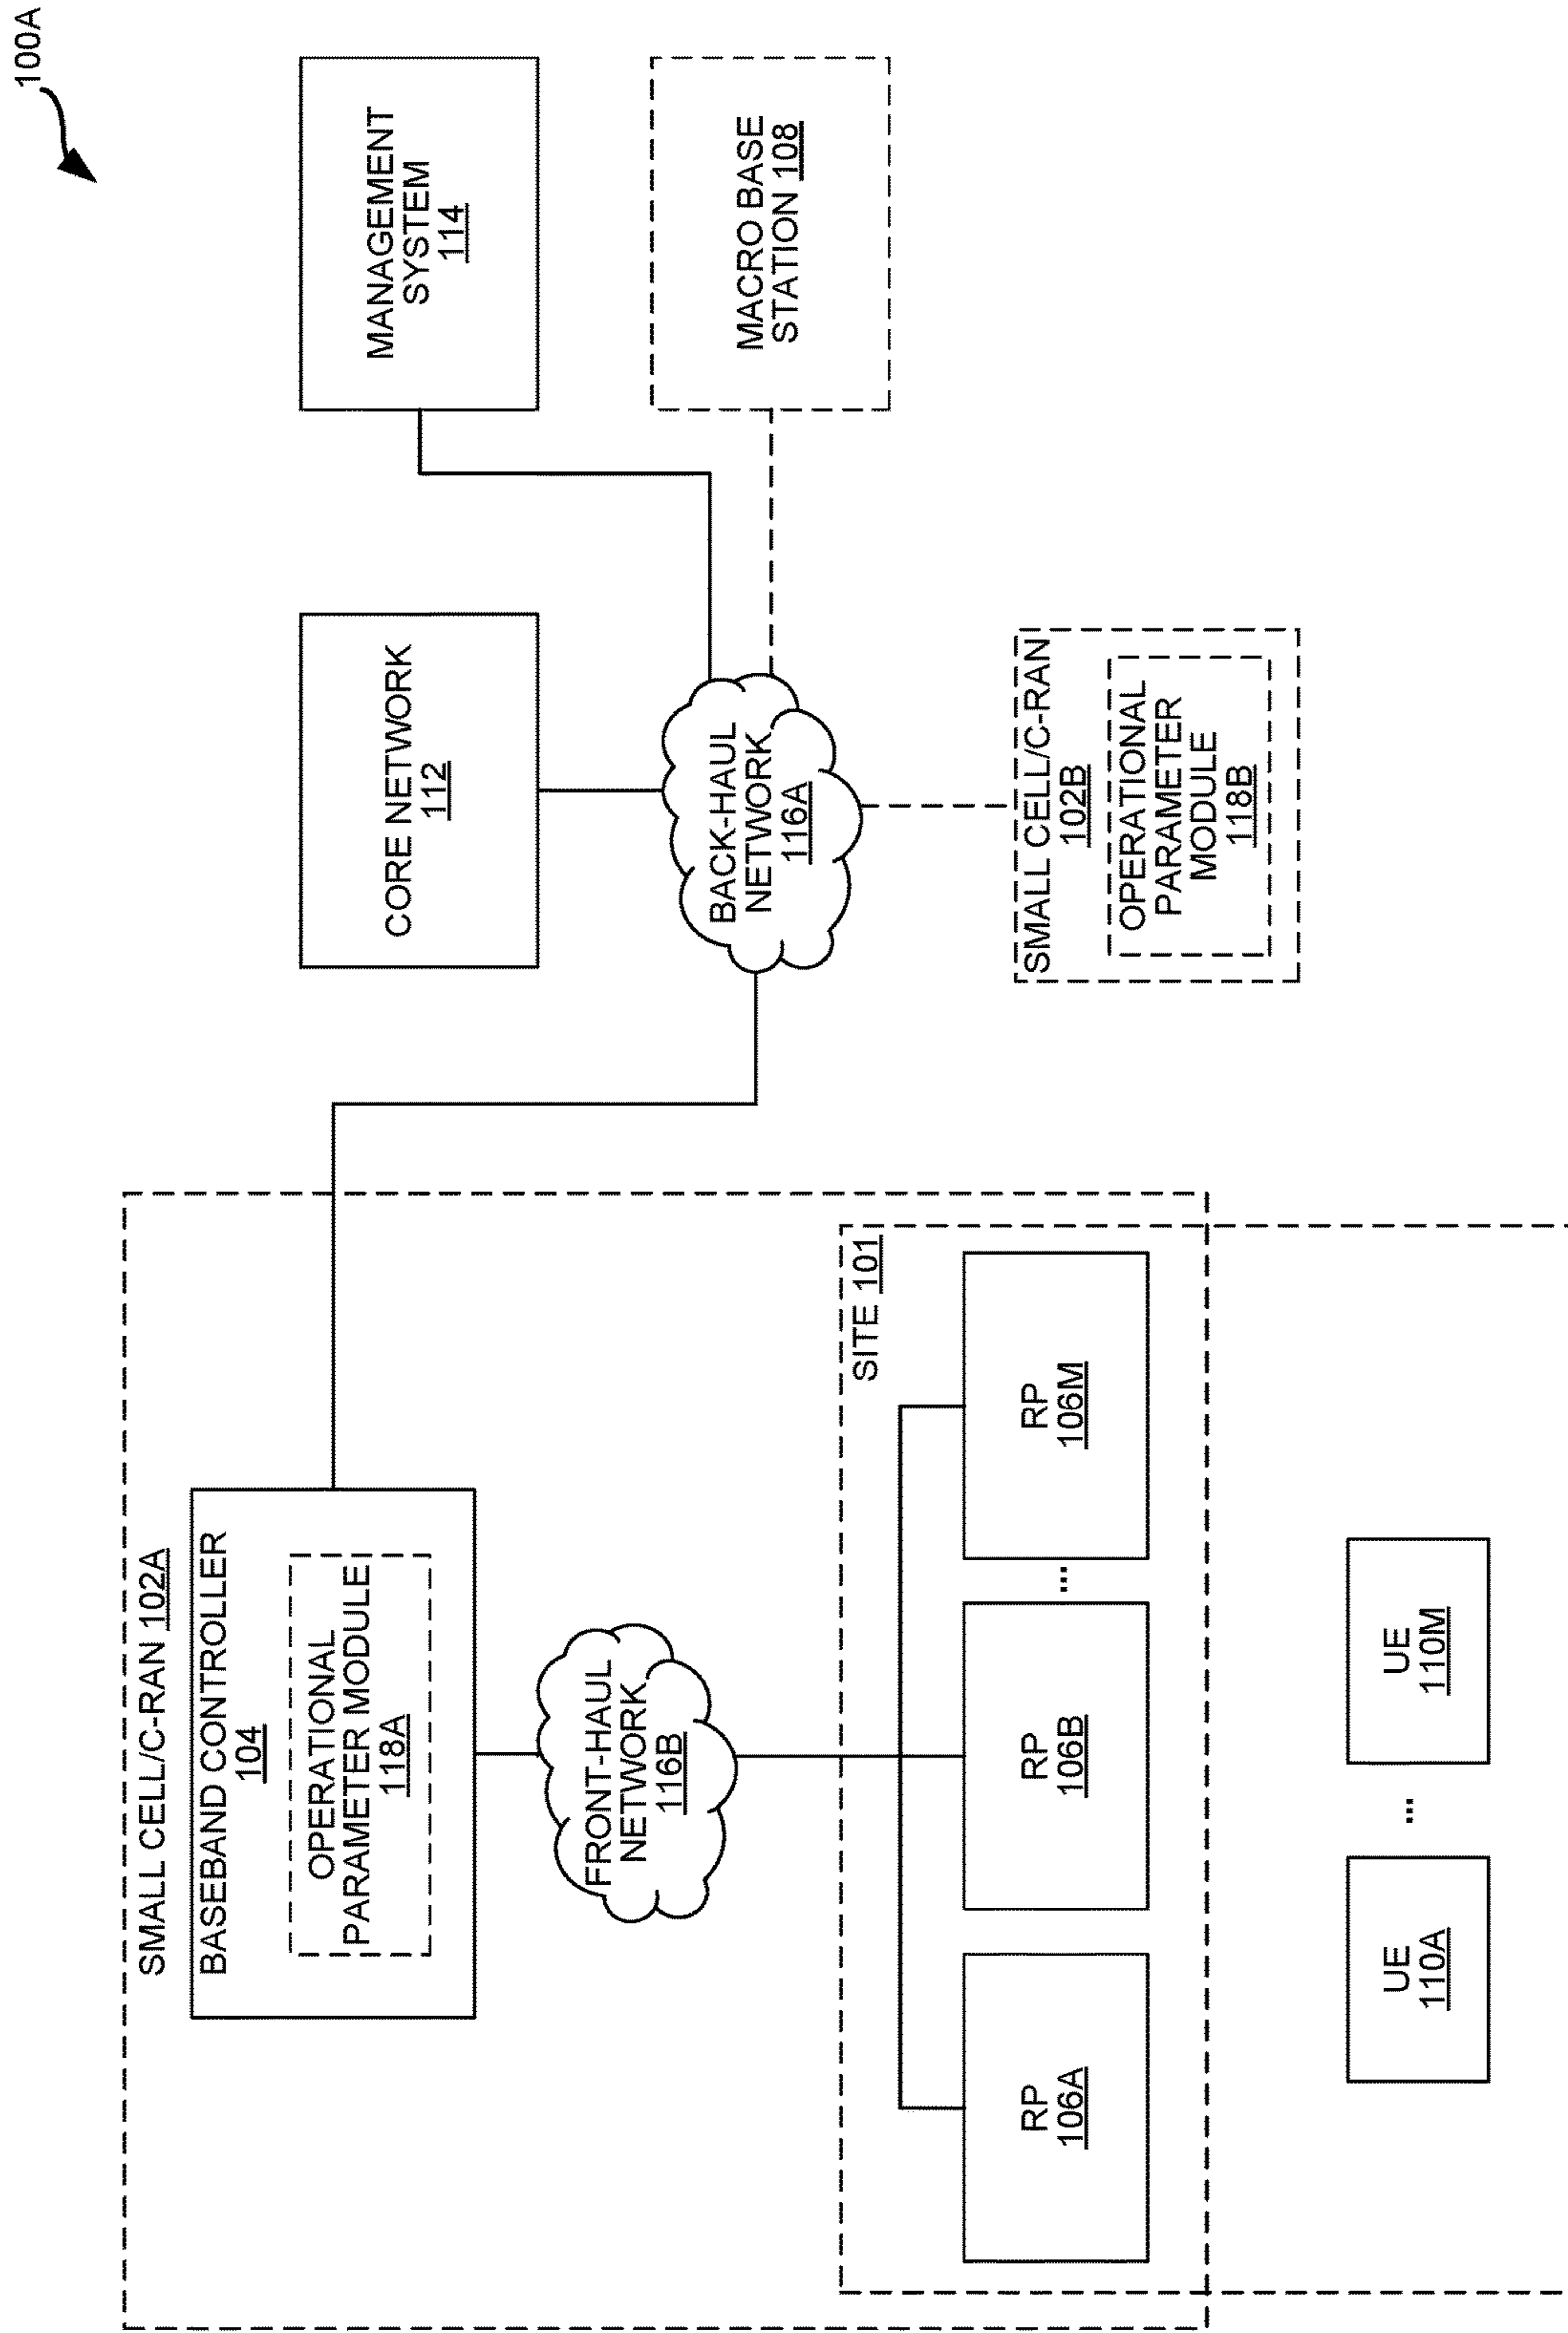 100A
SMALL CELL/C-RAN 102A
BASEBAND CONTROLLER
104
OPERATIONAL
PARAMETER MODULE
118A
FRONT-HAUL
NETWORK
116B
SITE 101
RP
106A
RP
106B
...
RP
106M
UE
110A
...
UE
110M
CORE NETWORK
112
MANAGEMENT
SYSTEM
114
BACK-HAUL
NETWORK
116A
MACRO BASE
STATION 108
SMALL CELL/C-RAN
102B
OPERATIONAL
PARAMETER
MODULE
118B